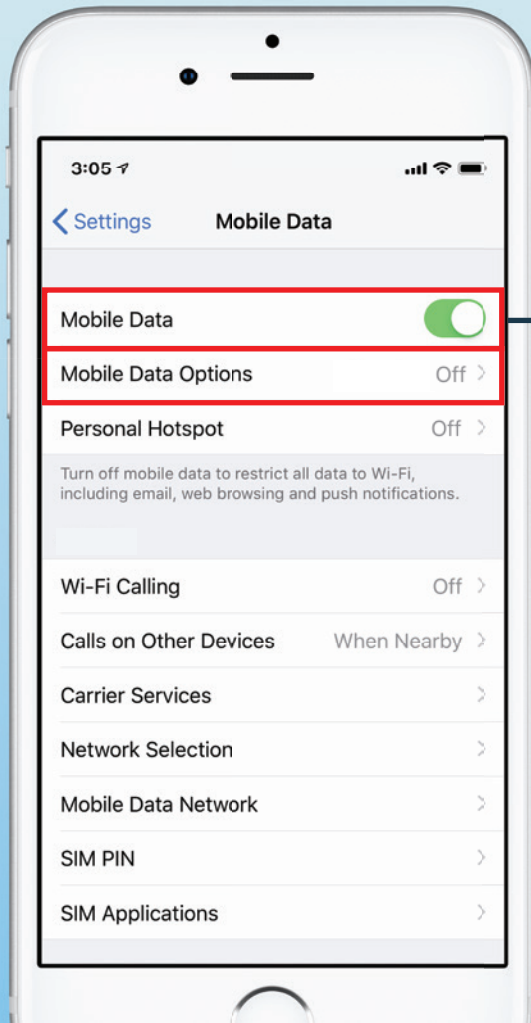 3:05
Settings Mobile Data
Mobile Data
Mobile Data Options Off
Personal Hotspot Off
Turn off mobile data to restrict all data to Wi-Fi,
including email, web browsing and push notifications.
Wi-Fi Calling Off
Calls on Other Devices When Nearby
Carrier Services
Network Selection
Mobile Data Network
SIM PIN
SIM Applications